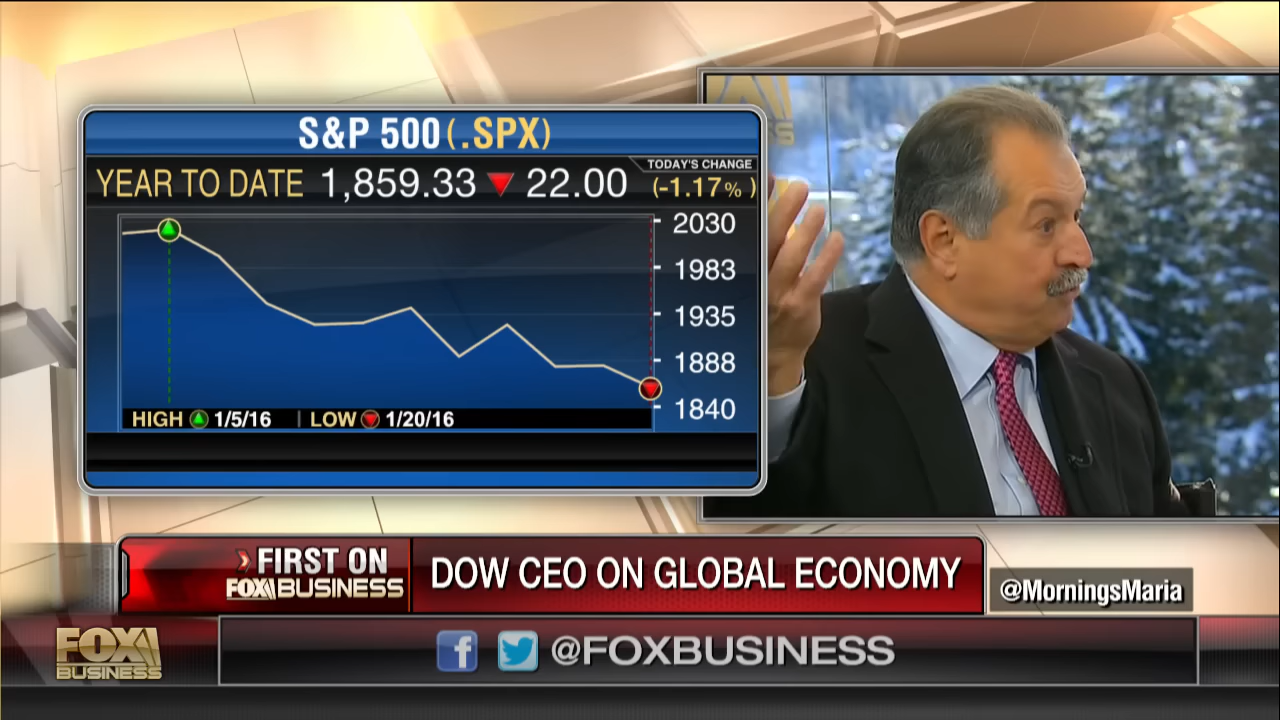 S&P 500 (.SPX)
TODAY'S CHANGE
YEAR TO DATE 1,859.33 ▼ 22.00 (-1.17%)
2030
1983
1935
1888
1840
HIGH 1/5/16 | LOW 1/20/16
FIRST ON
FOX BUSINESS
DOW CEO ON GLOBAL ECONOMY
@MorningsMaria
FOX
BUSINESS
f @FOXBUSINESS